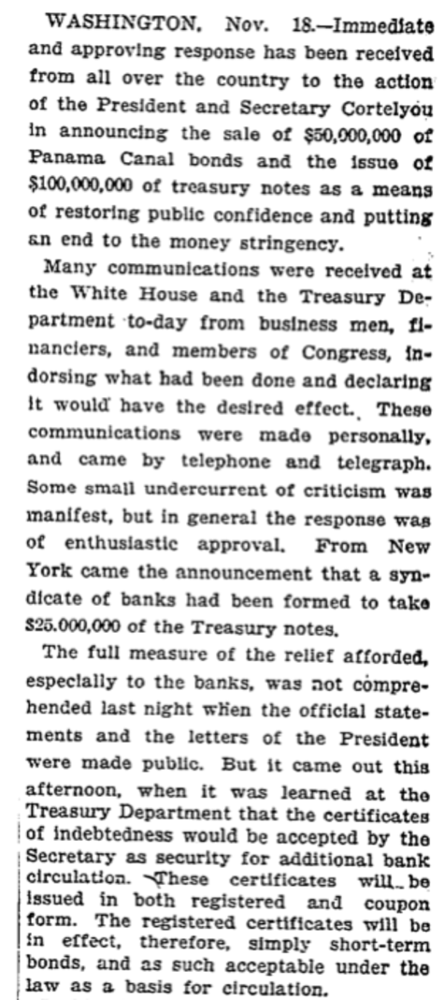 WASHINGTON, Nov. 18.—Immediate
and approving response has been received
from all over the country to the action
of the President and Secretary Cortelyou
in announcing the sale of $50,000,000 of
Panama Canal bonds and the issue of
$100,000,000 of treasury notes as a means
of restoring public confidence and putting
an end to the money stringency.
Many communications were received at
the White House and the Treasury De-
partment to-day from business men, fi-
nanciers, and members of Congress, in-
dorsing what had been done and declaring
it would have the desired effect. These
communications were made personally,
and came by telephone and telegraph.
Some small undercurrent of criticism was
manifest, but in general the response was
of enthusiastic approval. From New
York came the announcement that a syn-
dicate of banks had been formed to take
$25.000,000 of the Treasury notes.
The full measure of the relief afforded,
especially to the banks, was not compre-
hended last night when the official state-
ments and the letters of the President
were made public. But it came out this
afternoon, when it was learned at the
Treasury Department that the certificates
of indebtedness would be accepted by the
Secretary as security for additional bank
circulation. These certificates will be
issued in both registered and coupon
form. The registered certificates will be
in effect, therefore, simply short-term
bonds, and as such acceptable under the
law as a basis for circulation.